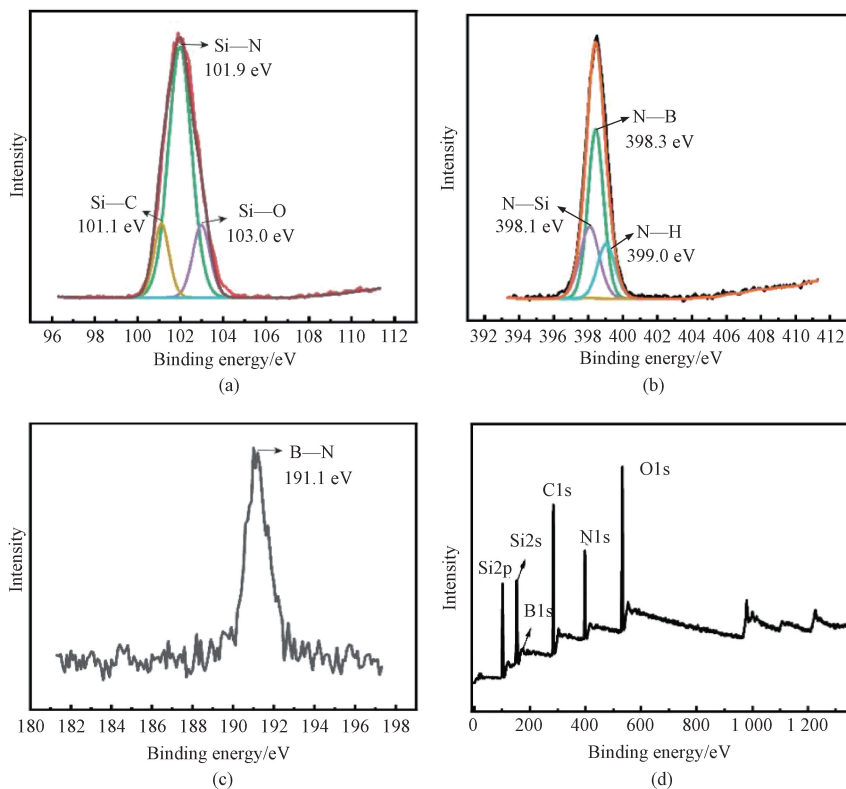 Si—N
101.9 eV
Si—C
101.1 eV
Si—O
103.0 eV
Intensity
96 98 100 102 104 106 108 110 112
Binding energy/eV
(a)
N—B
398.3 eV
N—Si
398.1 eV
N—H
399.0 eV
Intensity
392 394 396 398 400 402 404 406 408 410 412
Binding energy/eV
(b)
B—N
191.1 eV
Intensity
180 182 184 186 188 190 192 194 196 198
Binding energy/eV
(c)
O1s
C1s
N1s
Si2s
Si2p
B1s
Intensity
0 200 400 600 800 1 000 1 200
Binding energy/eV
(d)